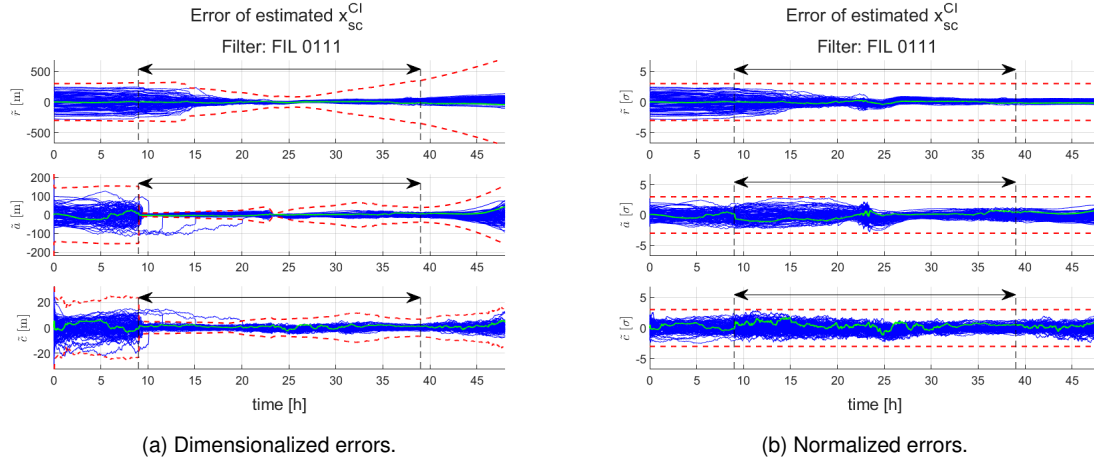 Error of estimated x_sc^CI
Filter: FIL 0111
r̃ [m]
500
0
-500
0 5 10 15 20 25 30 35 40 45
ã [m]
200
100
0
-100
-200
0 5 10 15 20 25 30 35 40 45
c̃ [m]
20
0
-20
0 5 10 15 20 25 30 35 40 45
time [h]
(a) Dimensionalized errors.
Error of estimated x_sc^CI
Filter: FIL 0111
r̃ [σ]
5
0
-5
0 5 10 15 20 25 30 35 40 45
ã [σ]
5
0
-5
0 5 10 15 20 25 30 35 40 45
c̃ [σ]
5
0
-5
0 5 10 15 20 25 30 35 40 45
time [h]
(b) Normalized errors.